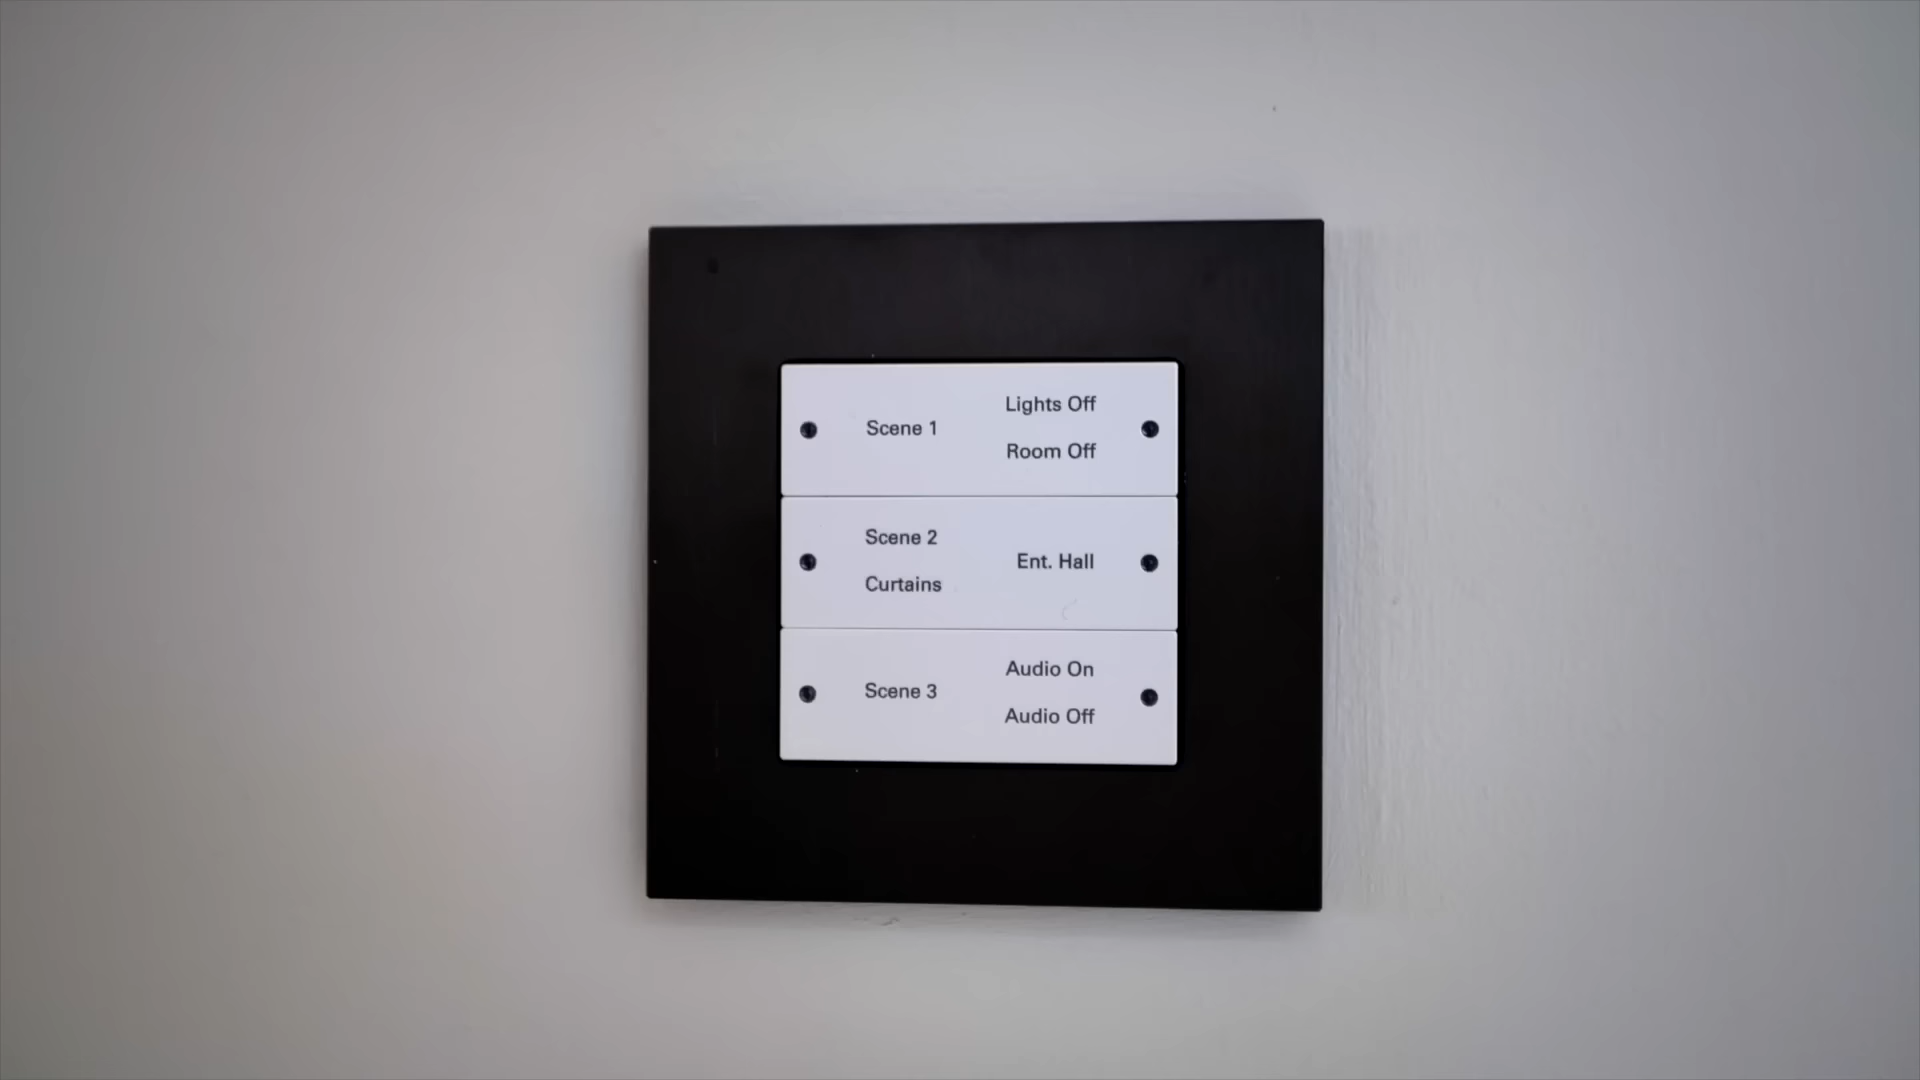 Scene 1
Lights Off
Room Off
Scene 2
Curtains
Ent. Hall
Scene 3
Audio On
Audio Off